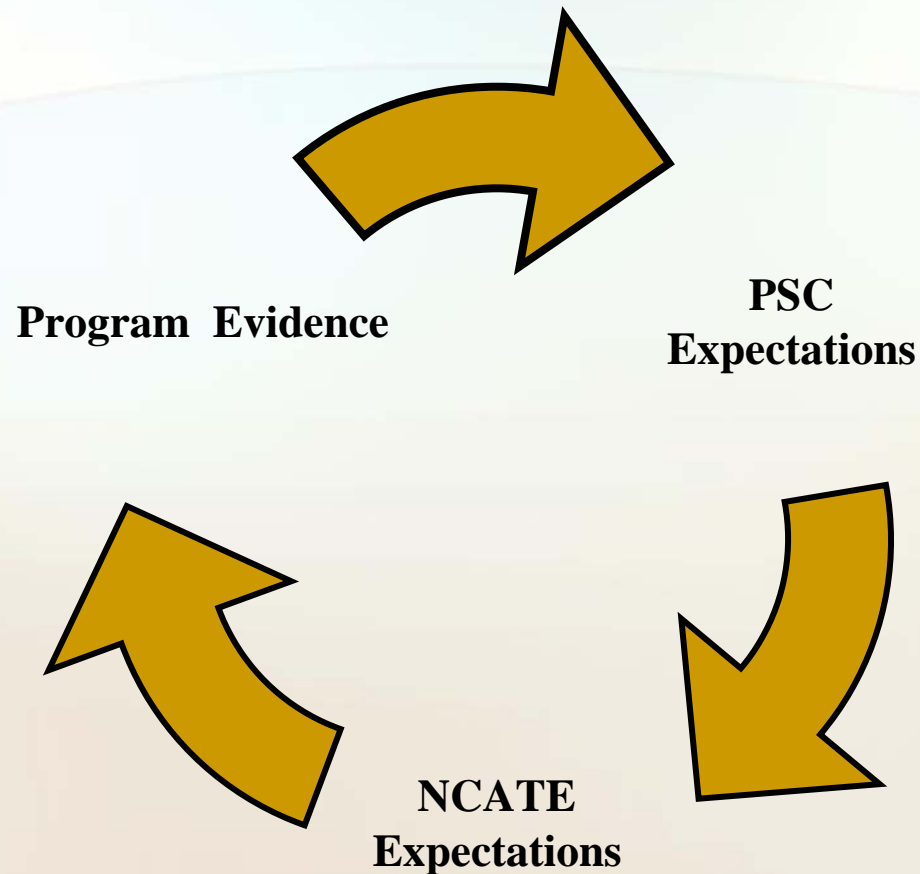 Program Evidence
PSC
Expectations
NCATE
Expectations